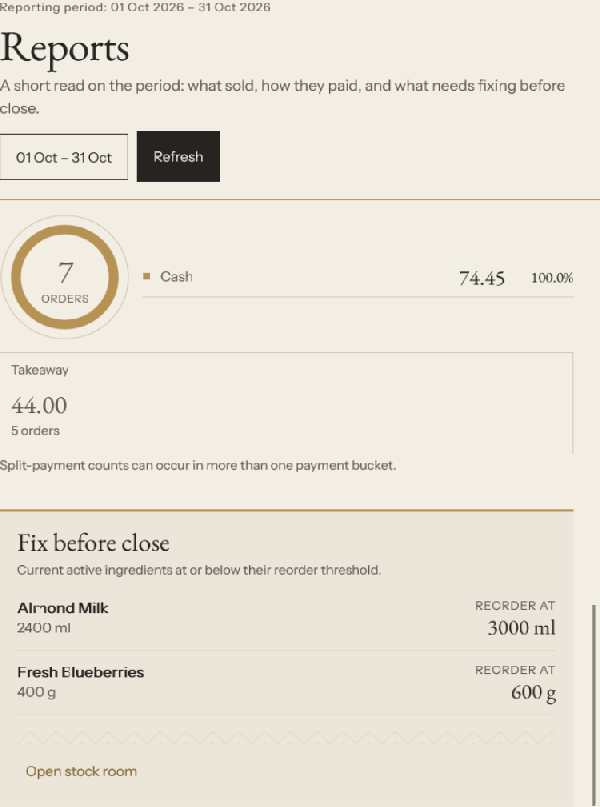 Reporting period: 01 Oct 2026 – 31 Oct 2026
Reports
A short read on the period: what sold, how they paid, and what needs fixing before
close.
01 Oct – 31 Oct
Refresh
7
ORDERS
Cash 74.45 100.0%
Takeaway
44.00
5 orders
Split-payment counts can occur in more than one payment bucket.
Fix before close
Current active ingredients at or below their reorder threshold.
Almond Milk
2400 ml
REORDER AT
3000 ml
Fresh Blueberries
400 g
REORDER AT
600 g
Open stock room